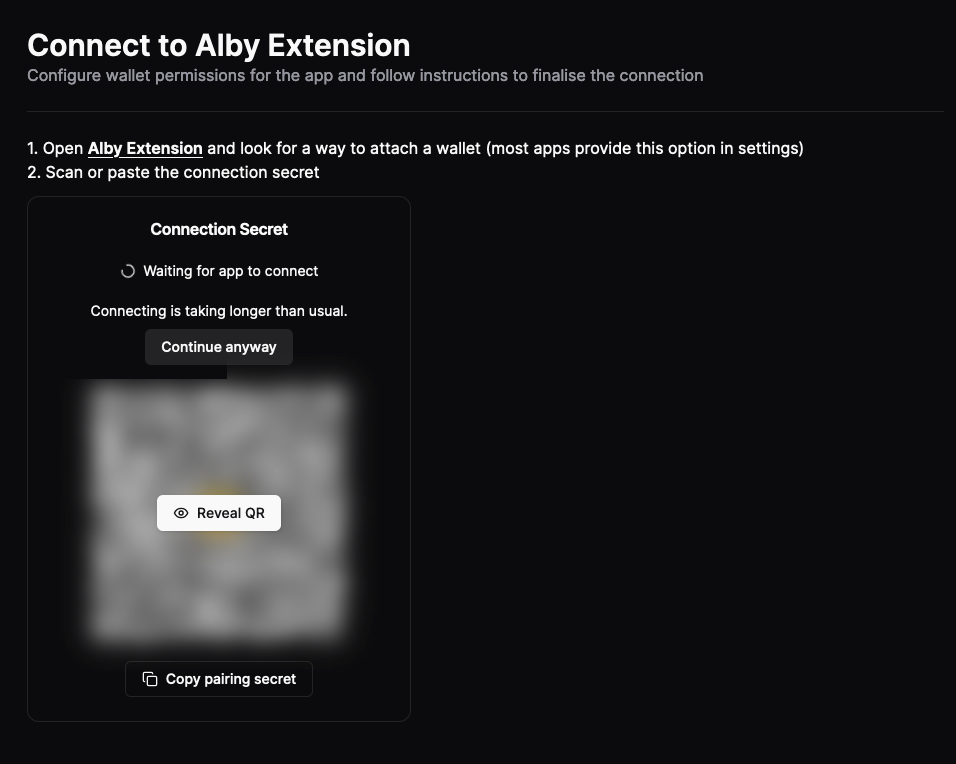 Connect to Alby Extension
Configure wallet permissions for the app and follow instructions to finalise the connection
1. Open Alby Extension and look for a way to attach a wallet (most apps provide this option in settings)
2. Scan or paste the connection secret
Connection Secret
Waiting for app to connect
Connecting is taking longer than usual.
Continue anyway
Reveal QR
Copy pairing secret